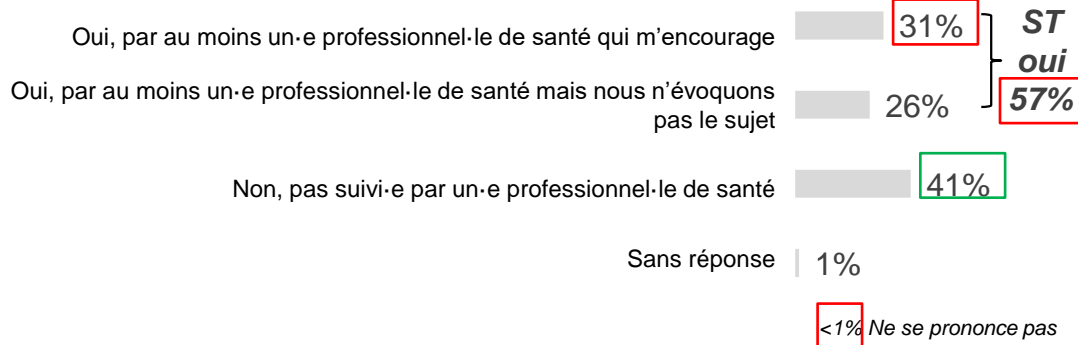 Oui, par au moins un·e professionnel·le de santé qui m’encourage 31%
Oui, par au moins un·e professionnel·le de santé mais nous n’évoquons
pas le sujet 26%
ST
oui
57%
Non, pas suivi·e par un·e professionnel·le de santé 41%
Sans réponse 1%
<1% Ne se prononce pas